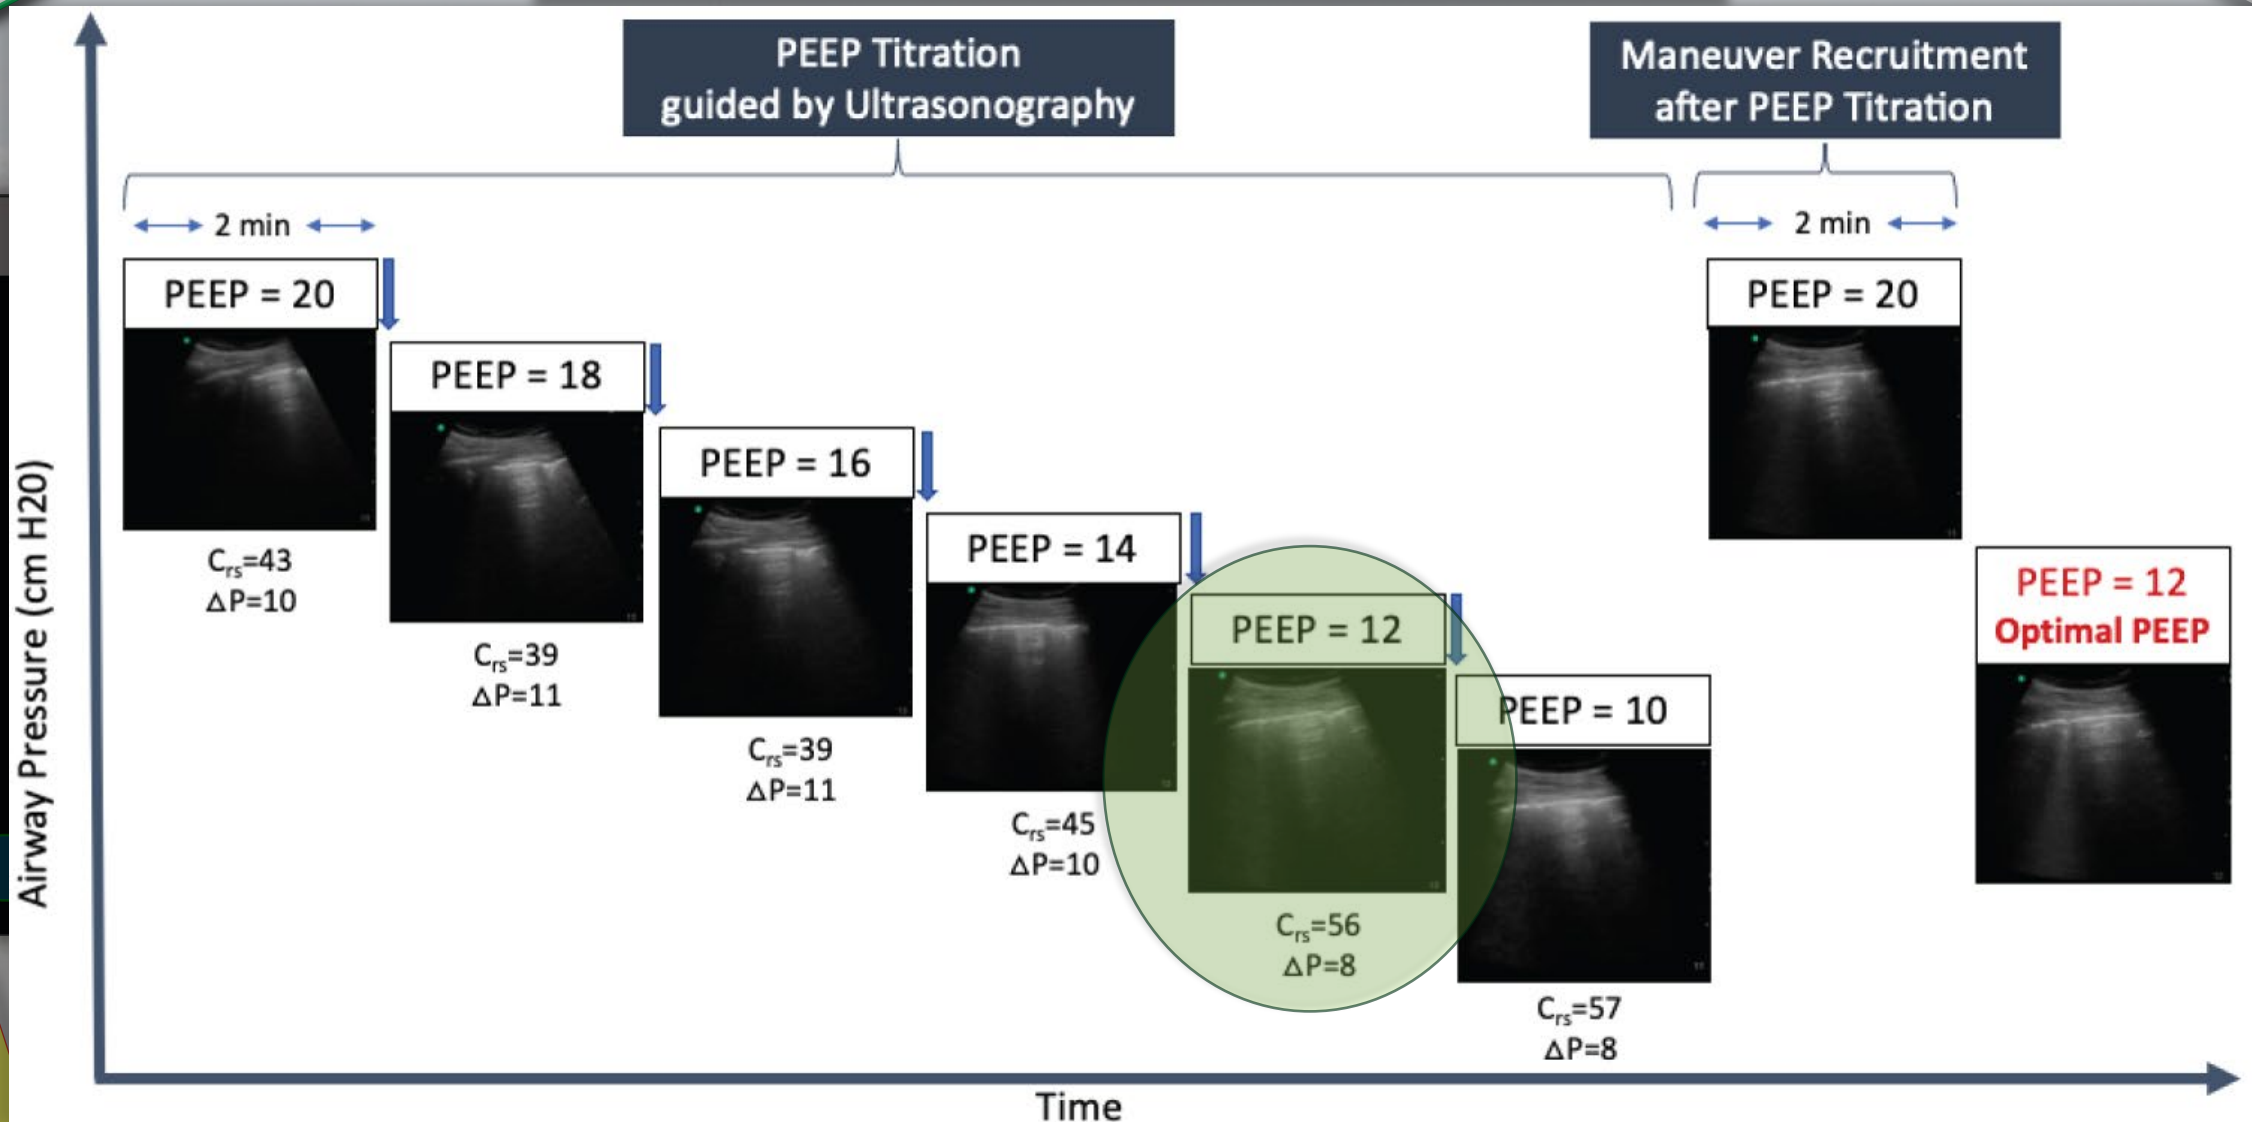 PEEP Titration
guided by Ultrasonography
Maneuver Recruitment
after PEEP Titration
2 min
2 min
PEEP = 20
Crs=43
ΔP=10
PEEP = 18
Crs=39
ΔP=11
PEEP = 16
Crs=39
ΔP=11
PEEP = 14
Crs=45
ΔP=10
PEEP = 12
Crs=56
ΔP=8
PEEP = 10
Crs=57
ΔP=8
PEEP = 20
PEEP = 12
Optimal PEEP
Airway Pressure (cm H20)
Time